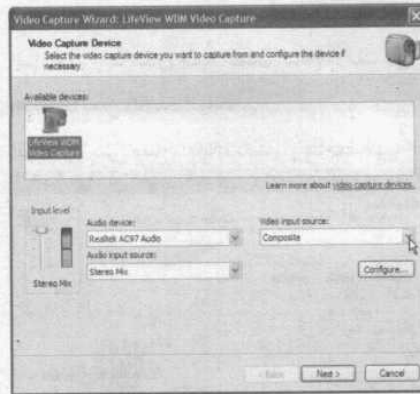 Video Capture Wizard: LifeView WDM Video Capture
Video Capture Device
Select the video capture device you want to capture from and configure the device if
necessary.
Available devices:
LifeView WDM
Video Capture
Learn more about video capture devices.
Input level
Audio device:
Video input source:
Realtek AC97 Audio
Composite
Audio input source:
Stereo Mix
Configure...
Stereo Mix
< Back
Next >
Cancel